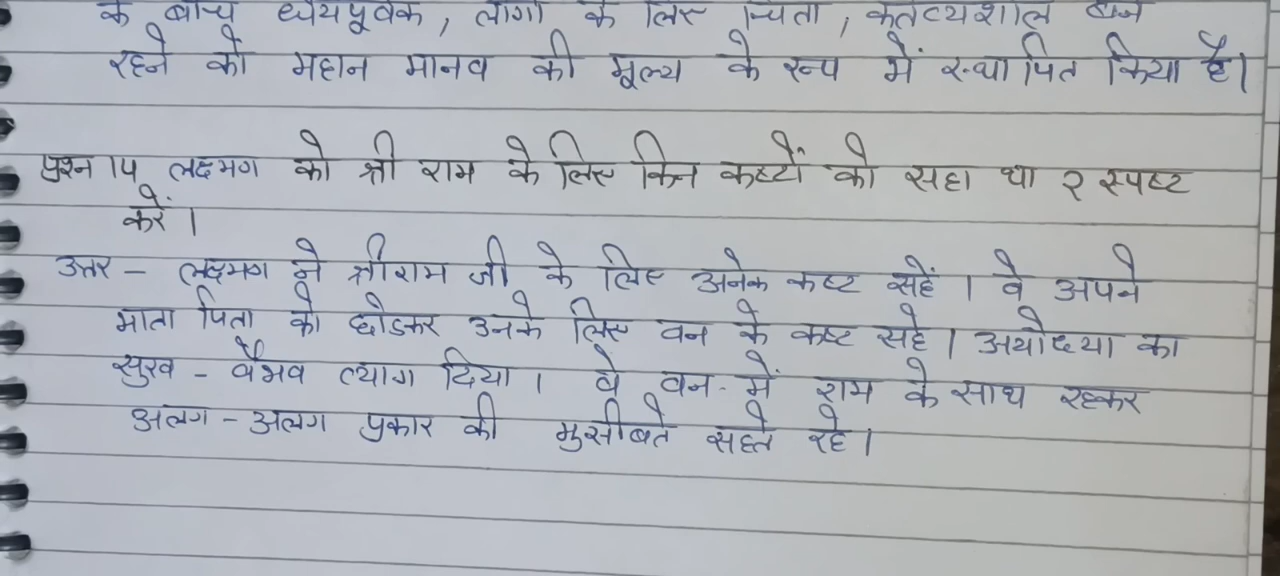 के बीच धैर्यपूर्वक, लोगों के लिए चिंता, कर्तव्यशील बने
रहने को महान मानव की मूल्य के रूप में स्थापित किया है।
प्रश्न 14 लक्ष्मण को श्री राम के लिए किन कष्टों को सहा था ? स्पष्ट
करें।
उत्तर - लक्ष्मण ने श्रीराम जी के लिए अनेक कष्ट सहें। वे अपने
माता पिता को छोडकर उनके लिए वन के कष्ट सहे। अयोध्या का
सुख - वैभव त्याग दिया। वे वन में राम के साथ रहकर
अलग - अलग प्रकार की मुसीबते सहते रहे।